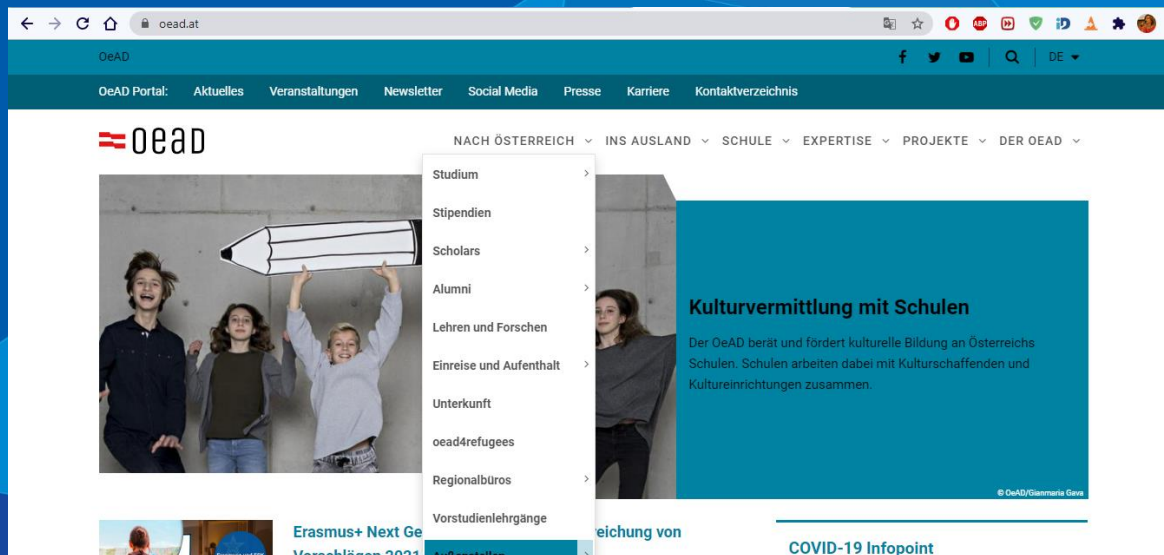 oead.at
OeAD
DE
OeAD Portal: Aktuelles Veranstaltungen Newsletter Social Media Presse Karriere Kontaktverzeichnis
oead
NACH ÖSTERREICH INS AUSLAND SCHULE EXPERTISE PROJEKTE DER OEAD
Studium
Stipendien
Scholars
Alumni
Lehren und Forschen
Einreise und Aufenthalt
Unterkunft
oead4refugees
Regionalbüros
Vorstudienlehrgänge
Außenstellen
Kulturvermittlung mit Schulen
Der OeAD berät und fördert kulturelle Bildung an Österreichs
Schulen. Schulen arbeiten dabei mit Kulturschaffenden und
Kultureinrichtungen zusammen.
© OeAD/Gianmaria Gava
Erasmus+ Next Ge eichung von
Vorschlägen 2021
COVID-19 Infopoint